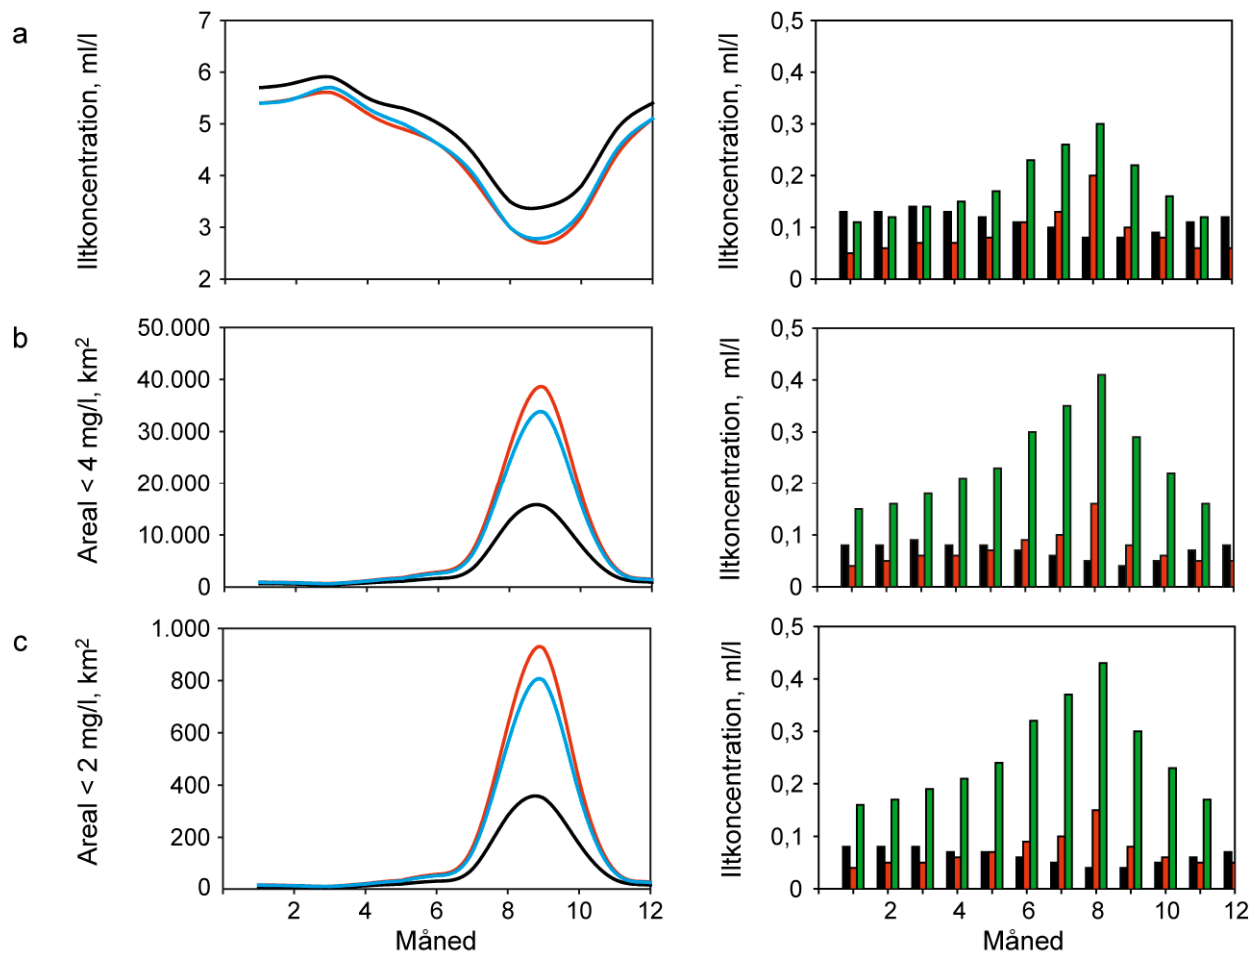 a
Iltkoncentration, ml/l
7
6
5
4
3
2
Iltkoncentration, ml/l
0,5
0,4
0,3
0,2
0,1
0
b
Areal < 4 mg/l, km²
50.000
40.000
30.000
20.000
10.000
0
Iltkoncentration, ml/l
0,5
0,4
0,3
0,2
0,1
0
c
Areal < 2 mg/l, km²
1.000
800
600
400
200
0
2 4 6 8 10 12
Måned
Iltkoncentration, ml/l
0,5
0,4
0,3
0,2
0,1
0
2 4 6 8 10 12
Måned